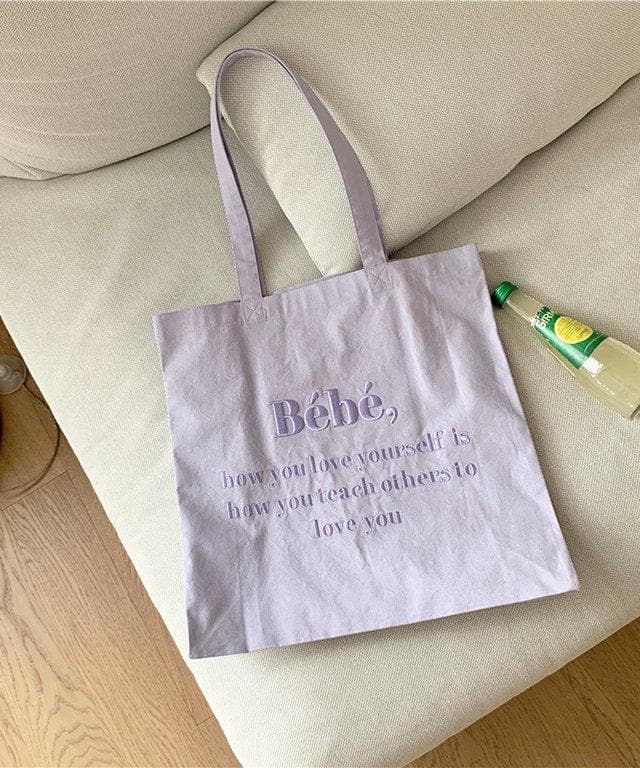 Bébé,
how you love yourself is
how you teach others to
love you